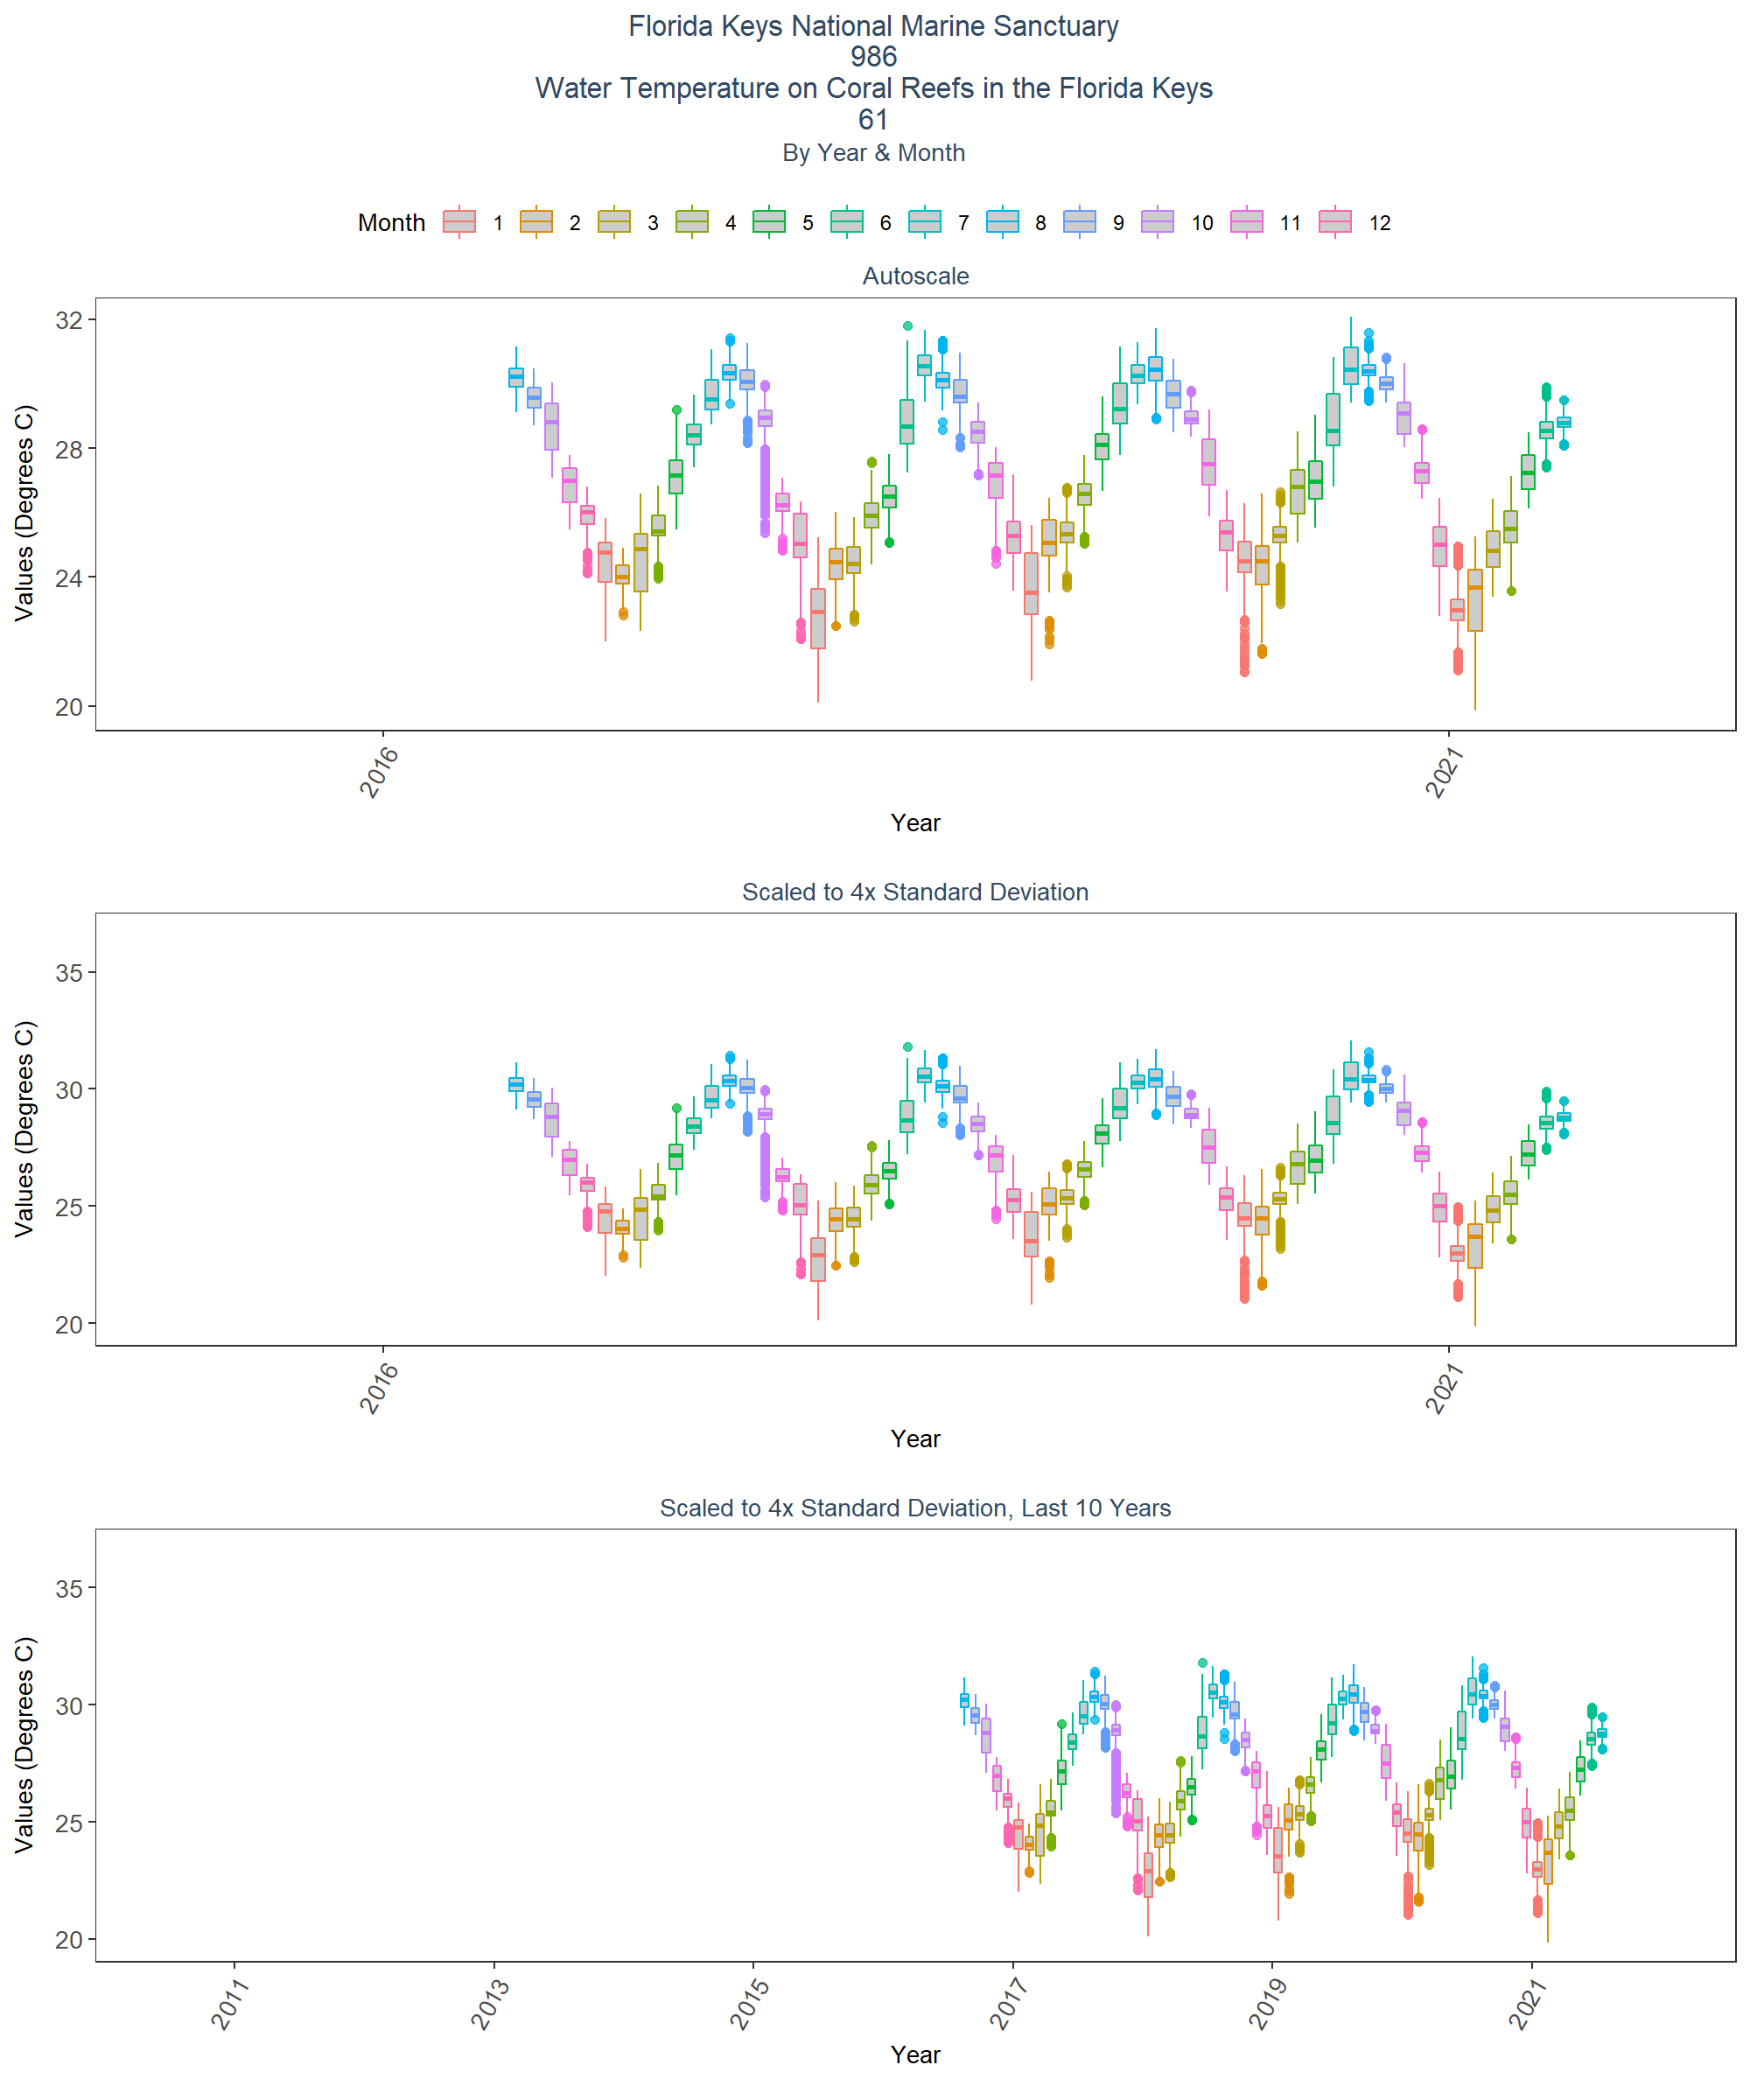 Florida Keys National Marine Sanctuary
986
Water Temperature on Coral Reefs in the Florida Keys
61
By Year & Month
Month 1 2 3 4 5 6 7 8 9 10 11 12
Autoscale
Values (Degrees C)
32
28
24
20
2016 2021
Year
Scaled to 4x Standard Deviation
Values (Degrees C)
35
30
25
20
2016 2021
Year
Scaled to 4x Standard Deviation, Last 10 Years
Values (Degrees C)
35
30
25
20
2011 2013 2015 2017 2019 2021
Year